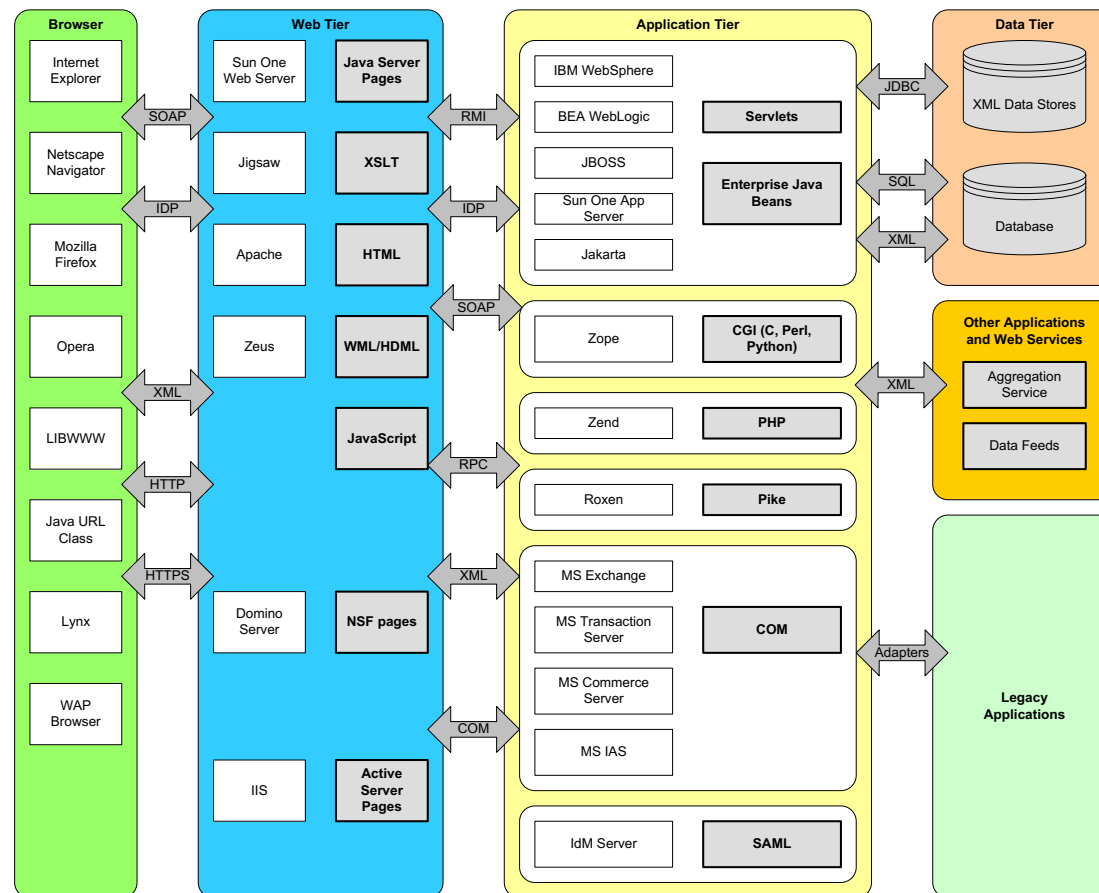 Browser
Internet
Explorer
Netscape
Navigator
Mozilla
Firefox
Opera
LIBWWW
Java URL
Class
Lynx
WAP
Browser
SOAP
IDP
XML
HTTP
HTTPS
Web Tier
Sun One
Web Server
Java Server
Pages
Jigsaw
XSLT
Apache
HTML
Zeus
WML/HDML
JavaScript
Domino
Server
NSF pages
IIS
Active
Server
Pages
RMI
IDP
SOAP
RPC
XML
COM
Application Tier
IBM WebSphere
BEA WebLogic
JBOSS
Sun One App
Server
Jakarta
Servlets
Enterprise Java
Beans
Zope
CGI (C, Perl,
Python)
Zend
PHP
Roxen
Pike
MS Exchange
MS Transaction
Server
MS Commerce
Server
MS IAS
COM
IdM Server
SAML
JDBC
SQL
XML
XML
Adapters
Data Tier
XML Data Stores
Database
Other Applications
and Web Services
Aggregation
Service
Data Feeds
Legacy
Applications